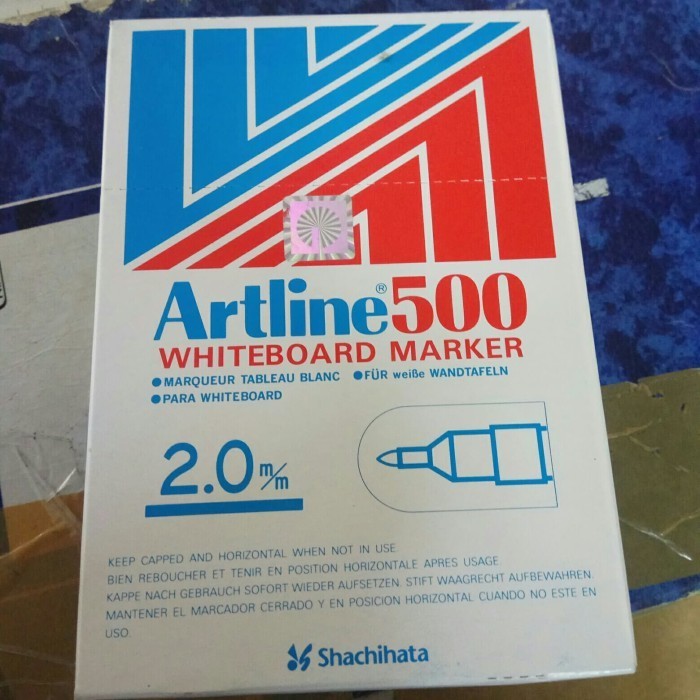 Artline®500
WHITEBOARD MARKER
●MARQUEUR TABLEAU BLANC ●FÜR weiße WANDTAFELN
●PARA WHITEBOARD
2.0 m/m
KEEP CAPPED AND HORIZONTAL WHEN NOT IN USE
BIEN REBOUCHER ET TENIR EN POSITION HORIZONTALE APRES USAGE.
KAPPE NACH GEBRAUCH SOFORT WIEDER AUFSETZEN. STIFT WAAGRECHT AUFBEWAHREN.
MANTENER EL MARCADOR CERRADO Y EN POSICION HORIZONTAL CUANDO NO ESTE EN
USO.
Shachihata